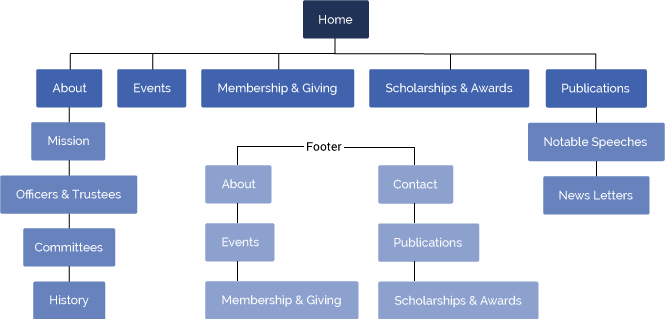 Home
About
Events
Membership & Giving
Scholarships & Awards
Publications
Mission
Notable Speeches
Footer
Officers & Trustees
About
Contact
News Letters
Committees
Events
Publications
History
Membership & Giving
Scholarships & Awards